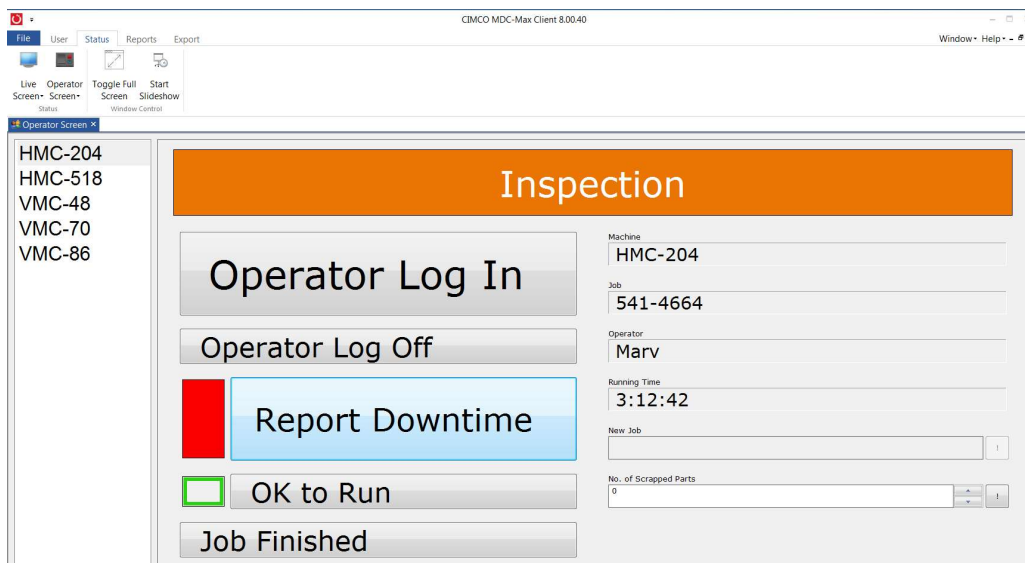 CIMCO MDC-Max Client 8.00.40
File User Status Reports Export
Window Help
Live Screen
Operator Screen
Toggle Full Screen
Start Slideshow
Status
Window Control
Operator Screen ×
HMC-204
HMC-518
VMC-48
VMC-70
VMC-86
Inspection
Operator Log In
Operator Log Off
Report Downtime
OK to Run
Job Finished
Machine
HMC-204
Job
541-4664
Operator
Marv
Running Time
3:12:42
New Job
!
No. of Scrapped Parts
0
!